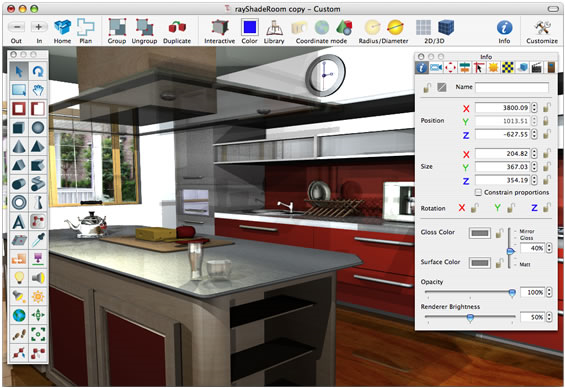 rayShadeRoom copy – Custom
Out In Home Plan Group Ungroup Duplicate Interactive Color Library Coordinate mode Radius/Diameter 2D/3D Info Customize
Info
Name
X 3800.09
Position Y 1013.51
Z -627.55
X 204.82
Size Y 367.03
Z 354.19
Constrain proportions
Rotation X Y Z
Gloss Color
Mirror
Gloss
40%
Surface Color
Matt
Opacity
100%
Renderer Brightness
50%